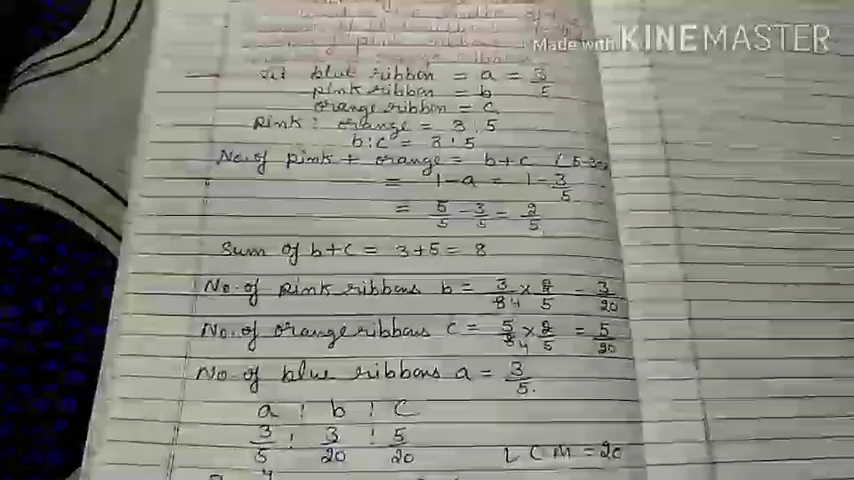 Made with KINEMASTER
Let blue ribbon = a = 3/5
pink ribbon = b
orange ribbon = c
Pink : orange = 3 : 5
b : c = 3 : 5
No. of pink + orange = b+c
= 1-a = 1 - 3/5
= 5/5 - 3/5 = 2/5
Sum of b+c = 3+5 = 8
No. of pink ribbons b = 3/8 4 × 2/5 = 3/20
No. of orange ribbons c = 5/8 4 × 2/5 = 5/20
No. of blue ribbons a = 3/5.
a : b : c
3/5 : 3/20 : 5/20 LCM = 20